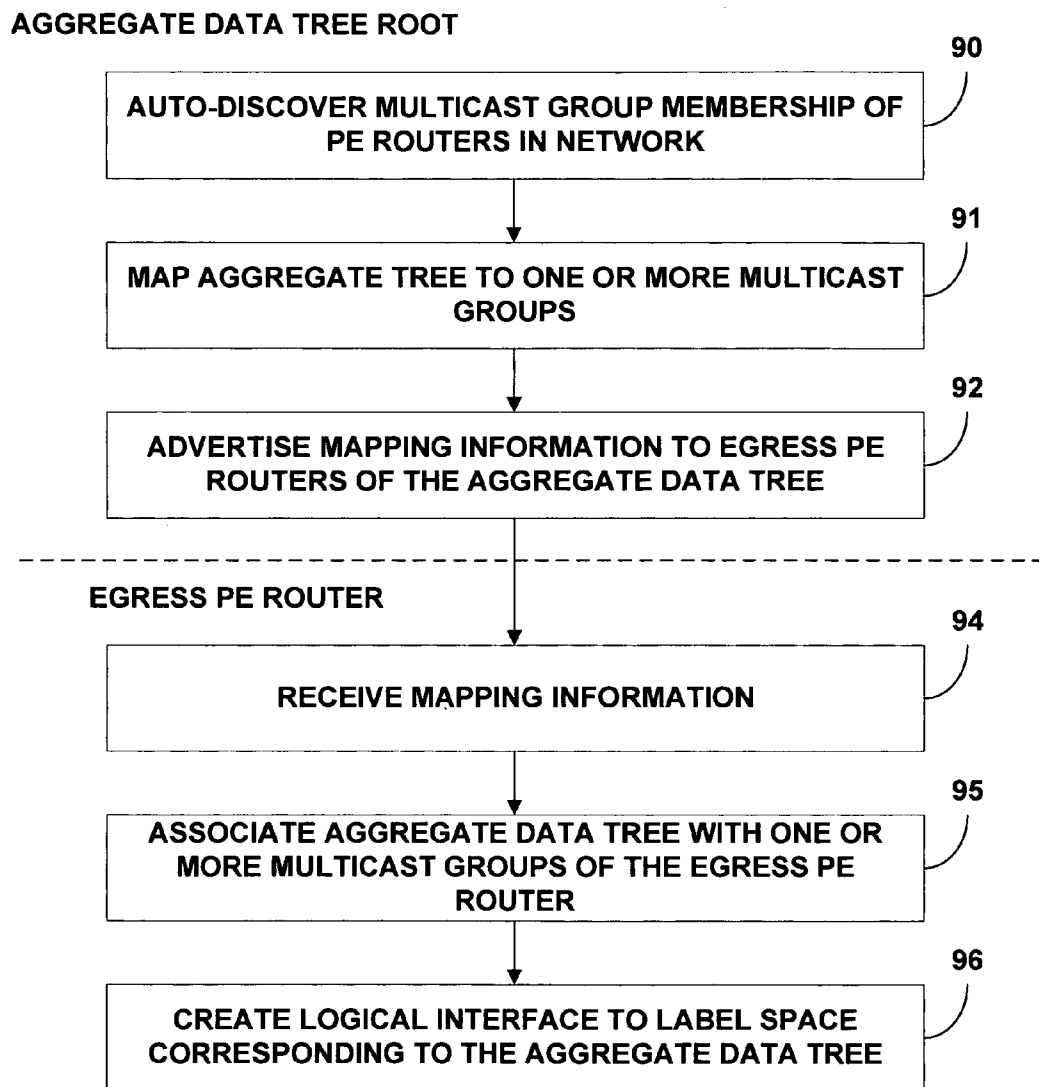 AGGREGATE DATA TREE ROOT
90
AUTO-DISCOVER MULTICAST GROUP MEMBERSHIP OF
PE ROUTERS IN NETWORK
91
MAP AGGREGATE TREE TO ONE OR MORE MULTICAST
GROUPS
92
ADVERTISE MAPPING INFORMATION TO EGRESS PE
ROUTERS OF THE AGGREGATE DATA TREE
EGRESS PE ROUTER
94
RECEIVE MAPPING INFORMATION
95
ASSOCIATE AGGREGATE DATA TREE WITH ONE OR
MORE MULTICAST GROUPS OF THE EGRESS PE
ROUTER
96
CREATE LOGICAL INTERFACE TO LABEL SPACE
CORRESPONDING TO THE AGGREGATE DATA TREE